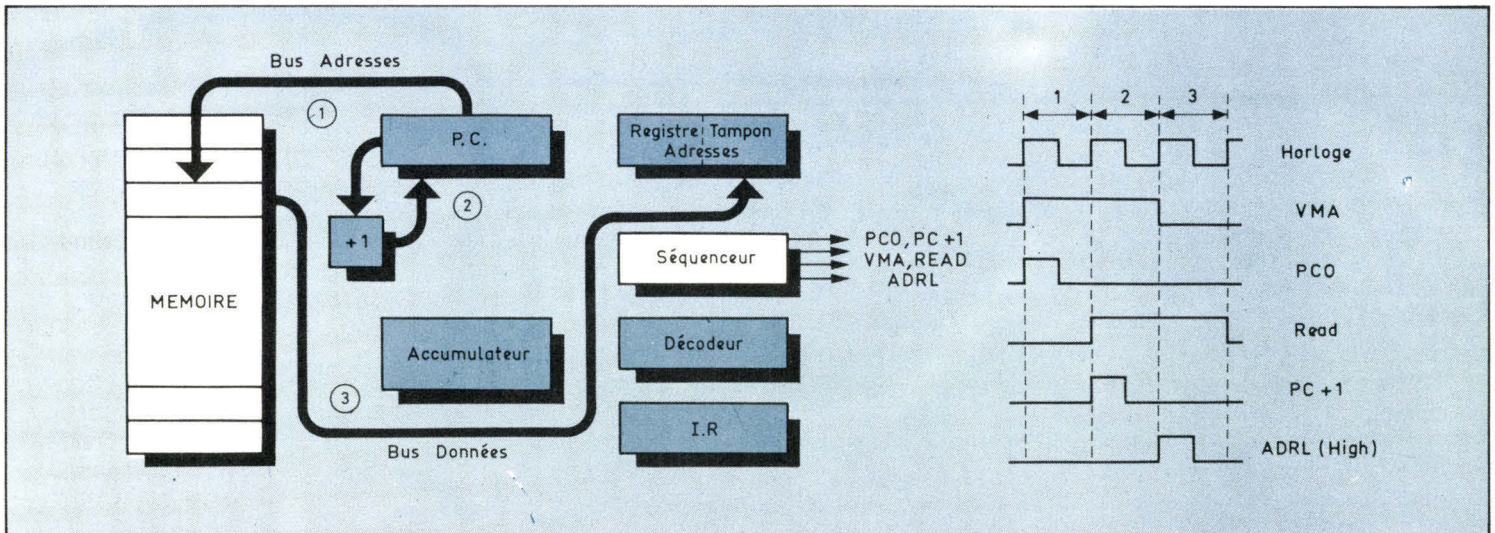 Bus Adresses
1
P.C.
Registre Tampon
Adresses
2
+1
MEMOIRE
Séquenceur
PCO, PC +1
VMA, READ
ADRL
Accumulateur
Décodeur
3
I.R
Bus Données
1 2 3
Horloge
VMA
PCO
Read
PC +1
ADRL (High)